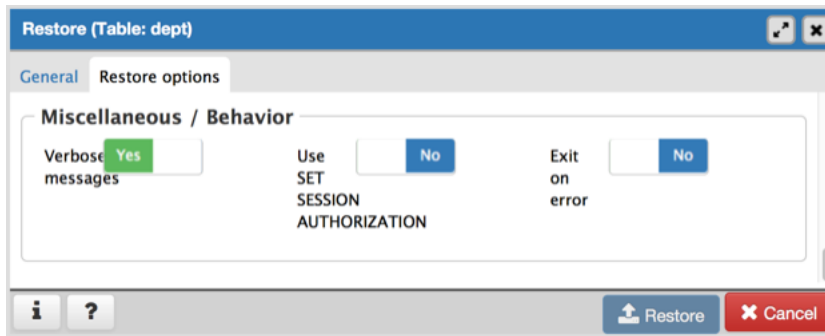 Restore (Table: dept)
General Restore options
Miscellaneous / Behavior
Verbose messages Yes
Use SET SESSION AUTHORIZATION No
Exit on error No
i ? Restore Cancel